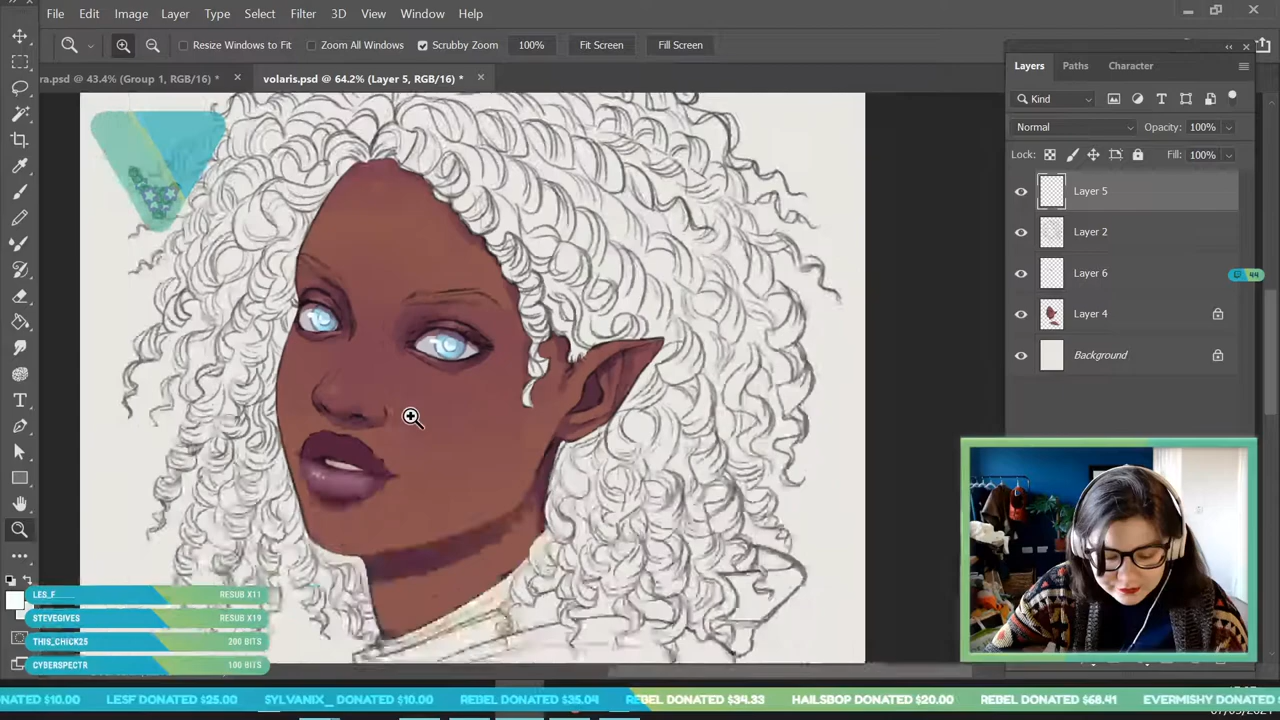 File Edit Image Layer Type Select Filter 3D View Window Help
Resize Windows to Fit Zoom All Windows Scrubby Zoom 100% Fit Screen Fill Screen
ra.psd @ 43.4% (Group 1, RGB/16) * volaris.psd @ 64.2% (Layer 5, RGB/16) *
Layers Paths Character
Kind
Normal Opacity: 100%
Lock: Fill: 100%
Layer 5
Layer 2
Layer 6
44
Layer 4
Background
LES_F____ RESUB X11
STEVEGIVES RESUB X19
THIS_CHICK25 200 BITS
CYBERSPECTR 100 BITS
ONATED $10.00 LESF DONATED $25.00 SYLVANIX_ DONATED $10.00 REBEL DONATED $35.04 REBEL DONATED $34.33 HAILSBOP DONATED $20.00 REBEL DONATED $68.41 EVERMISHY DONATED